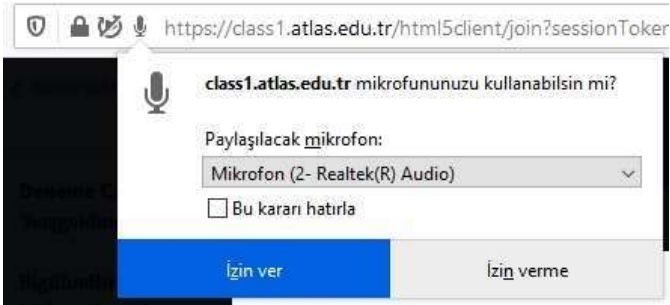 https://class1.atlas.edu.tr/html5client/join?sessionToken
class1.atlas.edu.tr mikrofununuzu kullanabilsin mi?
Paylaşılacak mikrofon:
Mikrofon (2- Realtek(R) Audio)
Bu kararı hatırla
İzin ver
İzin verme